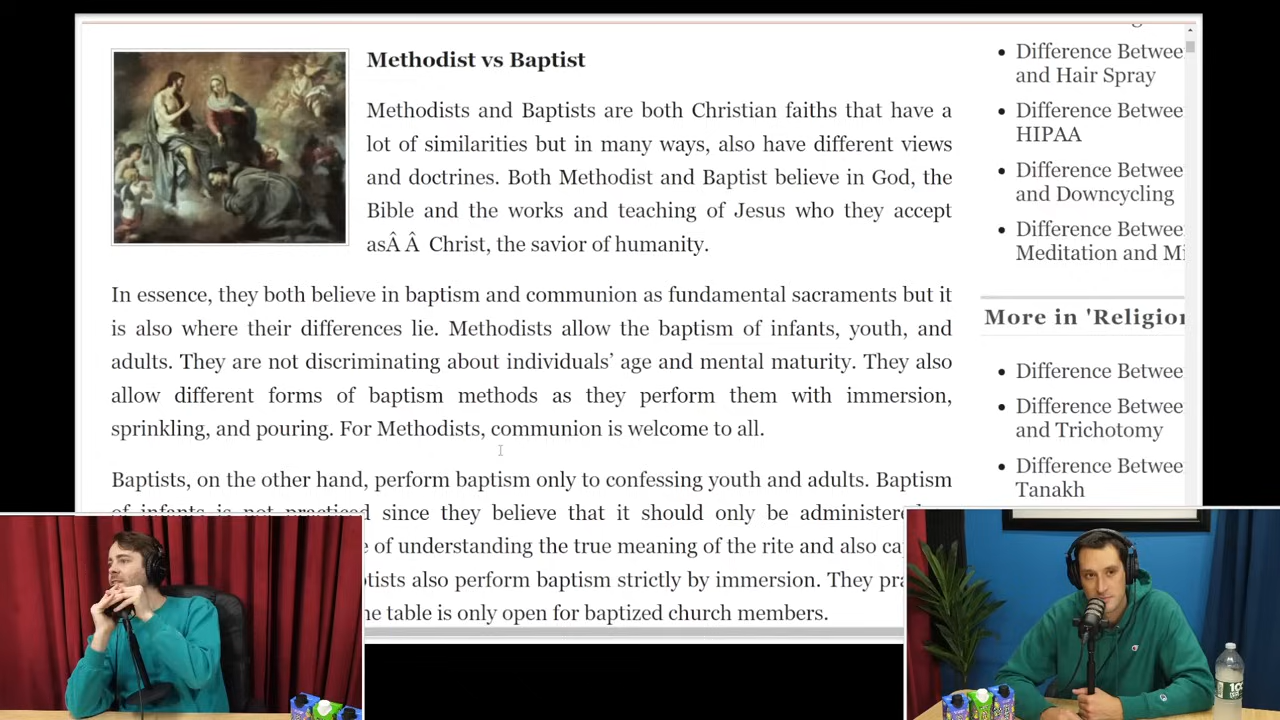 Methodist vs Baptist
Methodists and Baptists are both Christian faiths that have a
lot of similarities but in many ways, also have different views
and doctrines. Both Methodist and Baptist believe in God, the
Bible and the works and teaching of Jesus who they accept
asÂ Â  Christ, the savior of humanity.
In essence, they both believe in baptism and communion as fundamental sacraments but it
is also where their differences lie. Methodists allow the baptism of infants, youth, and
adults. They are not discriminating about individuals’ age and mental maturity. They also
allow different forms of baptism methods as they perform them with immersion,
sprinkling, and pouring. For Methodists, communion is welcome to all.
Baptists, on the other hand, perform baptism only to confessing youth and adults. Baptism
of infants is not practiced since they believe that it should only be administered
of understanding the true meaning of the rite and also
also perform baptism strictly by immersion. They
table is only open for baptized church members.
Difference Betwee
and Hair Spray
Difference Betwee
HIPAA
Difference Betwee
and Downcycling
Difference Betwee
Meditation and Mi
More in 'Religion
Difference Betwee
Difference Betwee
and Trichotomy
Difference Betwee
Tanakh
100